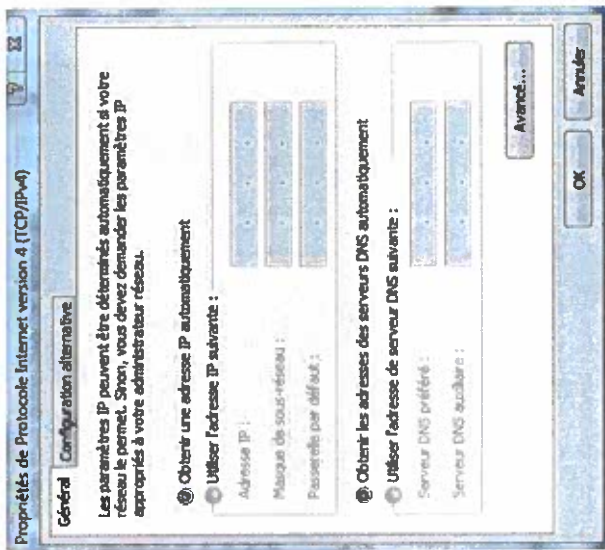 Propriétés de Protocole Internet version 4 (TCP/IPv4)
Général
Configuration alternative
Les paramètres IP peuvent être déterminés automatiquement si votre
réseau le permet. Sinon, vous devez demander les paramètres IP
appropriés à votre administrateur réseau.
Obtenir une adresse IP automatiquement
Utiliser l'adresse IP suivante :
Adresse IP :
Masque de sous-réseau :
Passerelle par défaut :
Obtenir les adresses des serveurs DNS automatiquement
Utiliser l'adresse de serveur DNS suivante :
Serveur DNS préféré :
Serveur DNS auxiliaire :
Avancé...
OK
Annuler